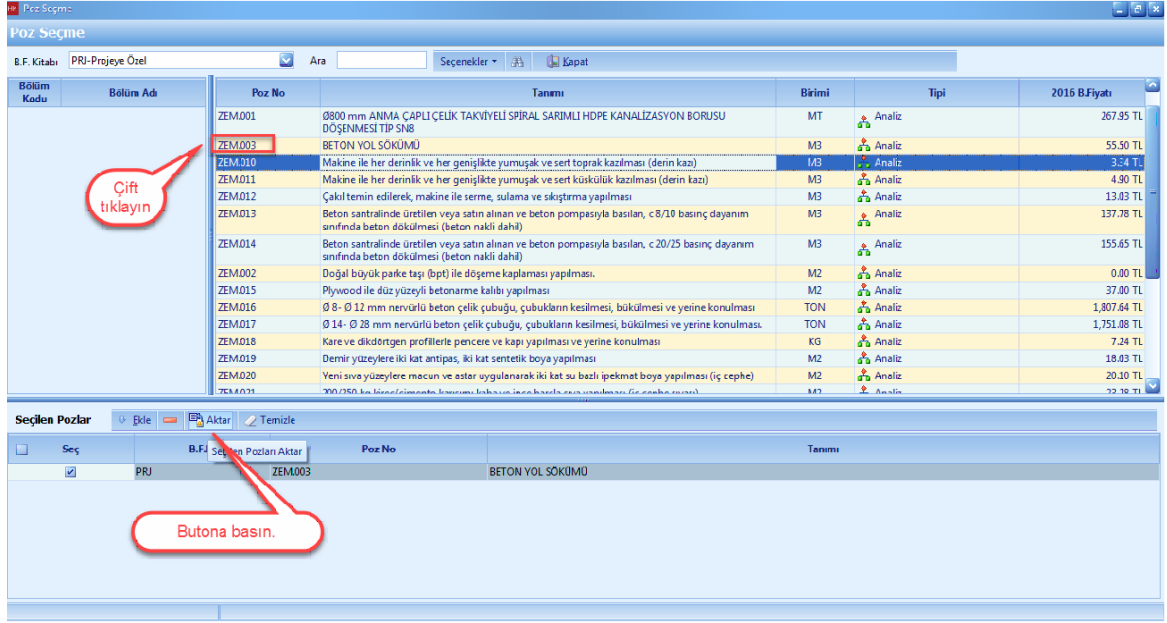 Poz Seçme
Poz Seçme
B.F. Kitabı PRJ-Projeye Özel Ara Seçenekler Kapat
Bölüm Kodu Bölüm Adı Poz No Tanımı Birimi Tipi 2016 B.Fiyatı
ZEM.001 Ø800 mm ANMA ÇAPLI ÇELİK TAKVİYELİ SPİRAL SARIMLI HDPE KANALİZASYON BORUSU MT Analiz 267.95 TL
DÖŞENMESİ TİP SN8
ZEM.003 BETON YOL SÖKÜMÜ M3 Analiz 55.50 TL
ZEM.010 Makine ile her derinlik ve her genişlikte yumuşak ve sert toprak kazılması (derin kazı) M3 Analiz 3.34 TL
ZEM.011 Makine ile her derinlik ve her genişlikte yumuşak ve sert küskülük kazılması (derin kazı) M3 Analiz 4.90 TL
Çift
tıklayın
ZEM.012 Çakıl temin edilerek, makine ile serme, sulama ve sıkıştırma yapılması M3 Analiz 13.03 TL
ZEM.013 Beton santralinde üretilen veya satın alınan ve beton pompasıyla basılan, c 8/10 basınç dayanım M3 Analiz 137.78 TL
sınıfında beton dökülmesi (beton nakli dahil)
ZEM.014 Beton santralinde üretilen veya satın alınan ve beton pompasıyla basılan, c 20/25 basınç dayanım M3 Analiz 155.65 TL
sınıfında beton dökülmesi (beton nakli dahil)
ZEM.002 Doğal büyük parke taşı (bpt) ile döşeme kaplaması yapılması. M2 Analiz 0.00 TL
ZEM.015 Plywood ile düz yüzeyli betonarme kalıbı yapılması M2 Analiz 37.00 TL
ZEM.016 Ø 8- Ø 12 mm nervürlü beton çelik çubuğu, çubukların kesilmesi, bükülmesi ve yerine konulması TON Analiz 1,807.64 TL
ZEM.017 Ø 14- Ø 28 mm nervürlü beton çelik çubuğu, çubukların kesilmesi, bükülmesi ve yerine konulması. TON Analiz 1,751.08 TL
ZEM.018 Kare ve dikdörtgen profillerle pencere ve kapı yapılması ve yerine konulması KG Analiz 7.24 TL
ZEM.019 Demir yüzeylere iki kat antipas, iki kat sentetik boya yapılması M2 Analiz 18.03 TL
ZEM.020 Yeni sıva yüzeylere macun ve astar uygulanarak iki kat su bazlı ipekmat boya yapılması (iç cephe) M2 Analiz 20.10 TL
Seçilen Pozlar Ekle Aktar Temizle
Seç B.F. Poz No Tanımı
Seçilen Pozları Aktar
PRJ ZEM.003 BETON YOL SÖKÜMÜ
Butona basın.